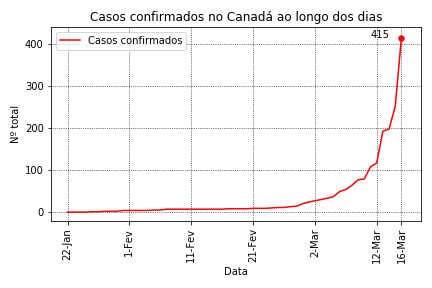 Casos confirmados no Canadá ao longo dos dias
Casos confirmados
415
Nº total
400
300
200
100
0
22-Jan
1-Fev
11-Fev
21-Fev
2-Mar
12-Mar
16-Mar
Data